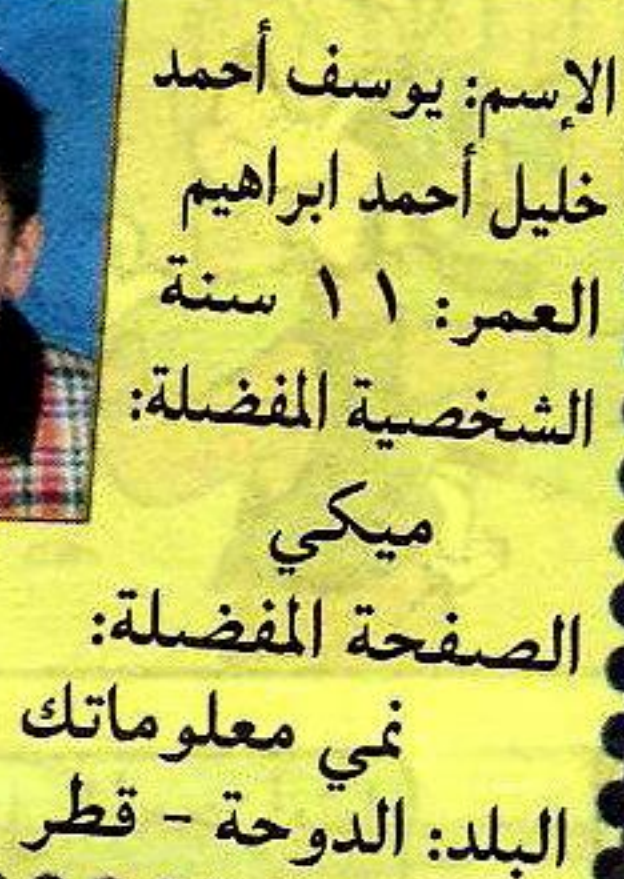 الإسم: يوسف أحمد
خليل أحمد ابراهيم
العمر: ١١ سنة
الشخصية المفضلة:
ميكي
الصفحة المفضلة:
نمي معلوماتك
البلد: الدوحة - قطر